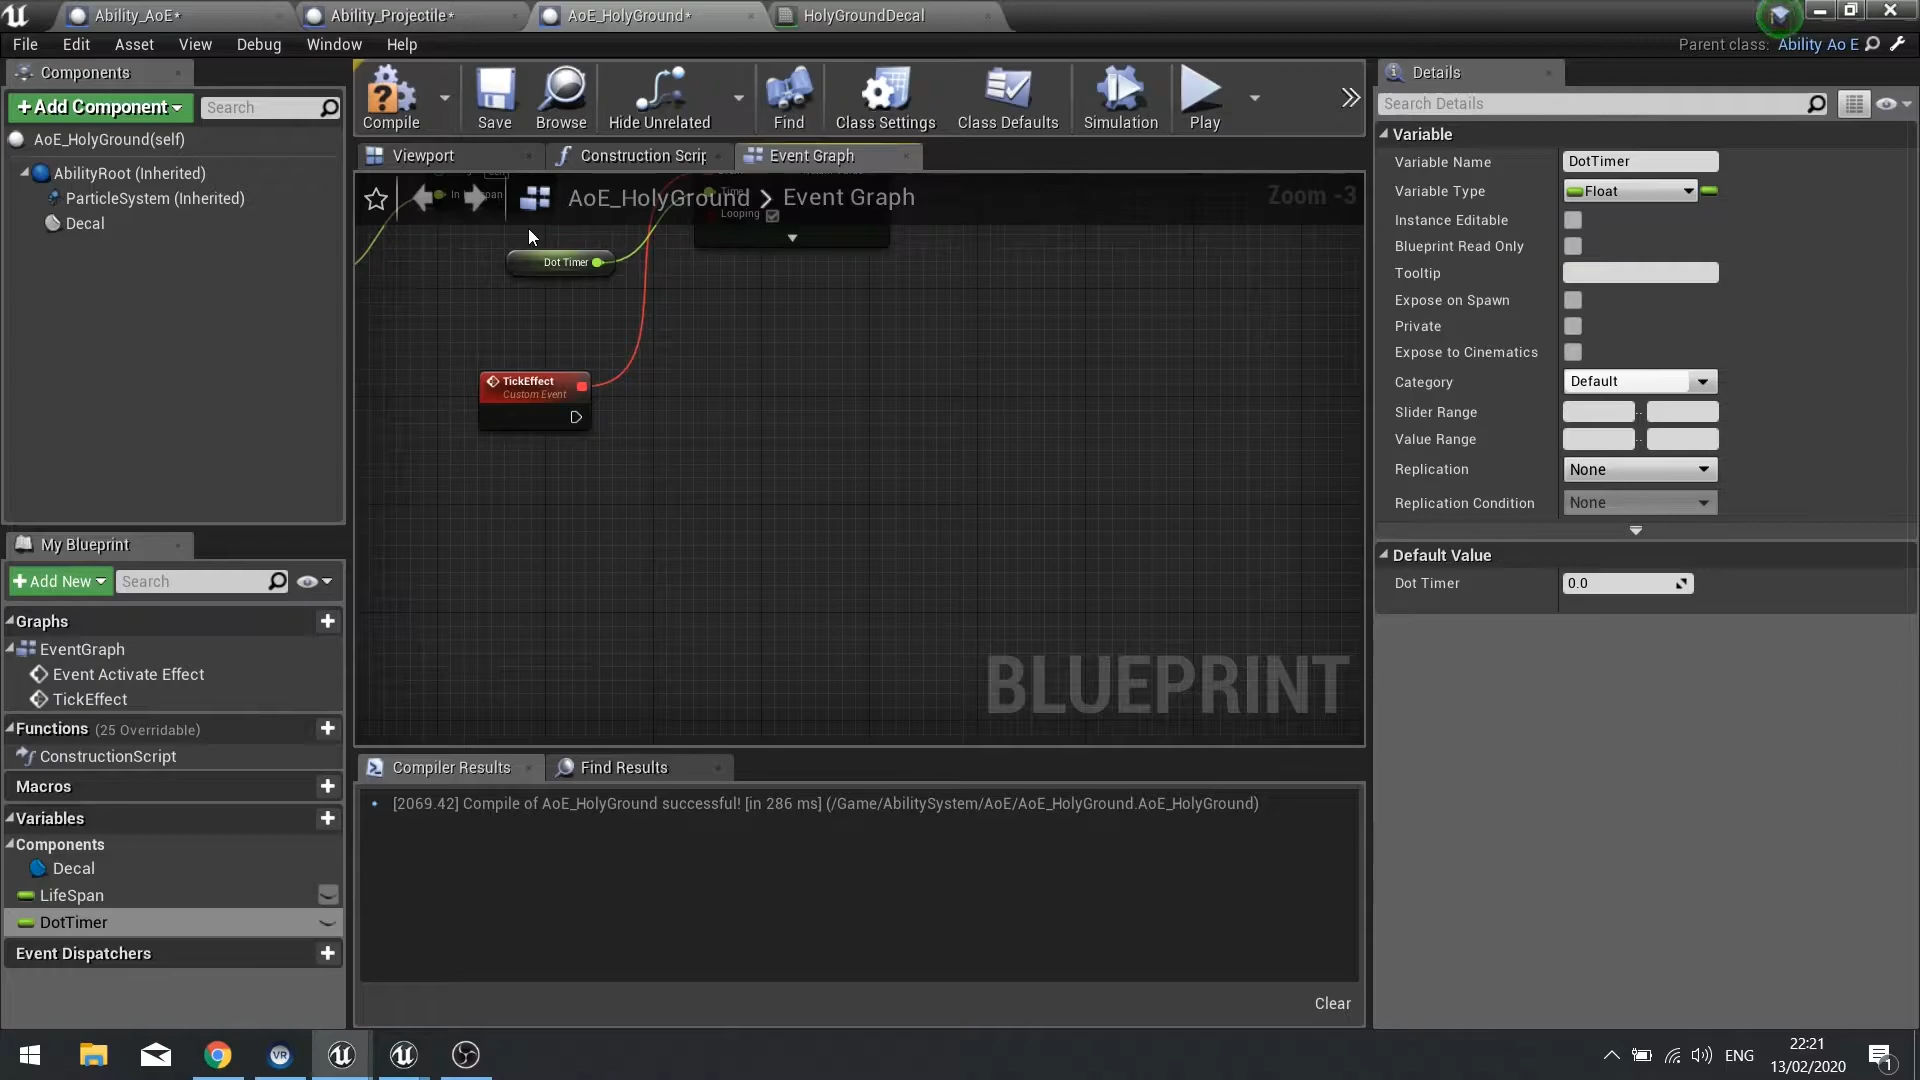 Ability_AoE*
Ability_Projectile*
AoE_HolyGround*
HolyGroundDecal
File Edit Asset View Debug Window Help
Parent class: Ability Ao E
Components
+Add Component
Search
AoE_HolyGround(self)
AbilityRoot (Inherited)
ParticleSystem (Inherited)
Decal
My Blueprint
+Add New
Search
Graphs
EventGraph
Event Activate Effect
TickEffect
Functions (25 Overridable)
ConstructionScript
Macros
Variables
Components
Decal
LifeSpan
DotTimer
Event Dispatchers
Compile
Save
Browse
Hide Unrelated
Find
Class Settings
Class Defaults
Simulation
Play
Viewport
Construction Scrip
Event Graph
AoE_HolyGround > Event Graph
Zoom -3
Time
Looping
Dot Timer
TickEffect
Custom Event
BLUEPRINT
Compiler Results
Find Results
[2069.42] Compile of AoE_HolyGround successful! [in 286 ms] (/Game/AbilitySystem/AoE/AoE_HolyGround.AoE_HolyGround)
Clear
Details
Search Details
Variable
Variable Name DotTimer
Variable Type Float
Instance Editable
Blueprint Read Only
Tooltip
Expose on Spawn
Private
Expose to Cinematics
Category Default
Slider Range
Value Range
Replication None
Replication Condition None
Default Value
Dot Timer 0.0
VR
ENG
22:21
13/02/2020
1